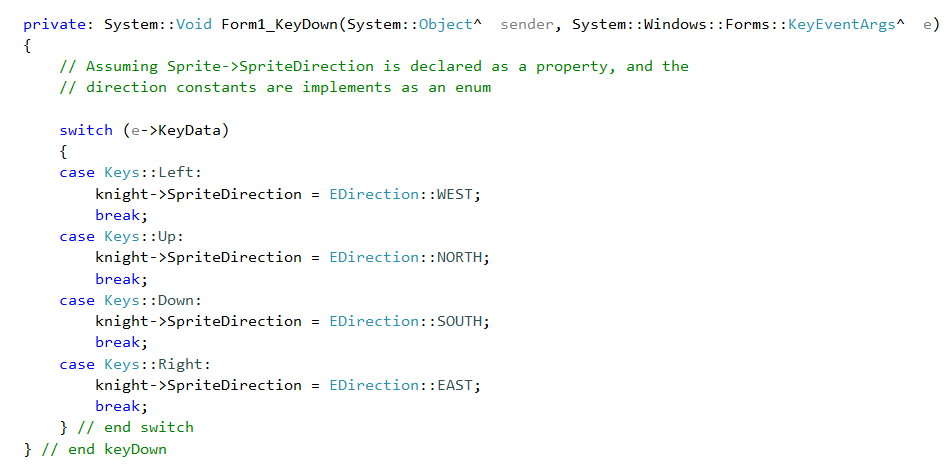 private: System::Void Form1_KeyDown(System::Object^  sender, System::Windows::Forms::KeyEventArgs^  e)
{
    // Assuming Sprite->SpriteDirection is declared as a property, and the
    // direction constants are implements as an enum

    switch (e->KeyData)
    {
    case Keys::Left:
        knight->SpriteDirection = EDirection::WEST;
        break;
    case Keys::Up:
        knight->SpriteDirection = EDirection::NORTH;
        break;
    case Keys::Down:
        knight->SpriteDirection = EDirection::SOUTH;
        break;
    case Keys::Right:
        knight->SpriteDirection = EDirection::EAST;
        break;
    } // end switch
} // end keyDown